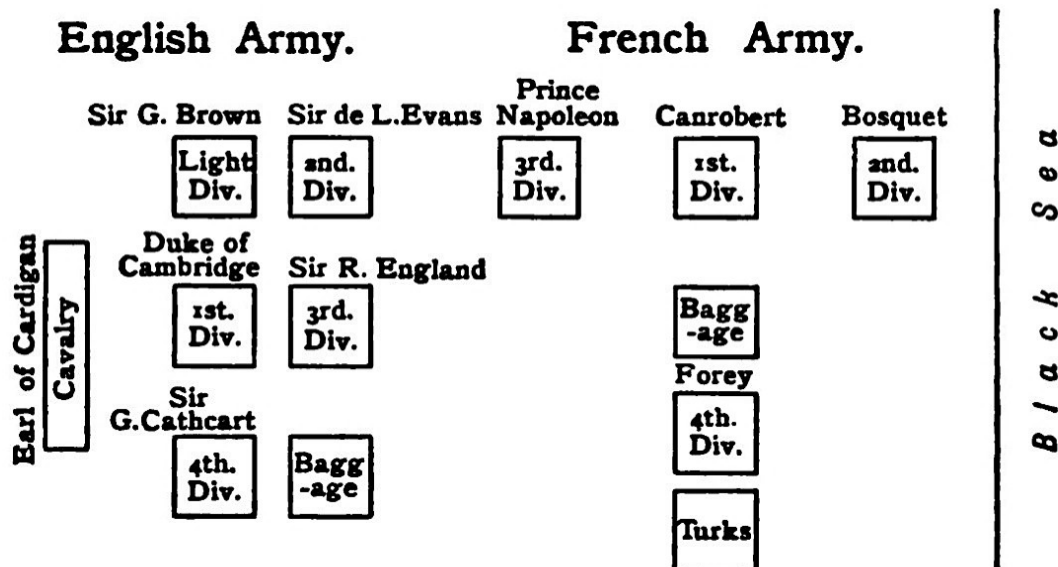 English Army.
French Army.
Sir G. Brown
Light
Div.
Sir de L.Evans
2nd.
Div.
Prince
Napoleon
3rd.
Div.
Canrobert
1st.
Div.
Bosquet
2nd.
Div.
Earl of Cardigan
Cavalry
Duke of
Cambridge
1st.
Div.
Sir R. England
3rd.
Div.
Bagg
-age
Sir
G.Cathcart
4th.
Div.
Bagg
-age
Forey
4th.
Div.
Turks
Black Sea